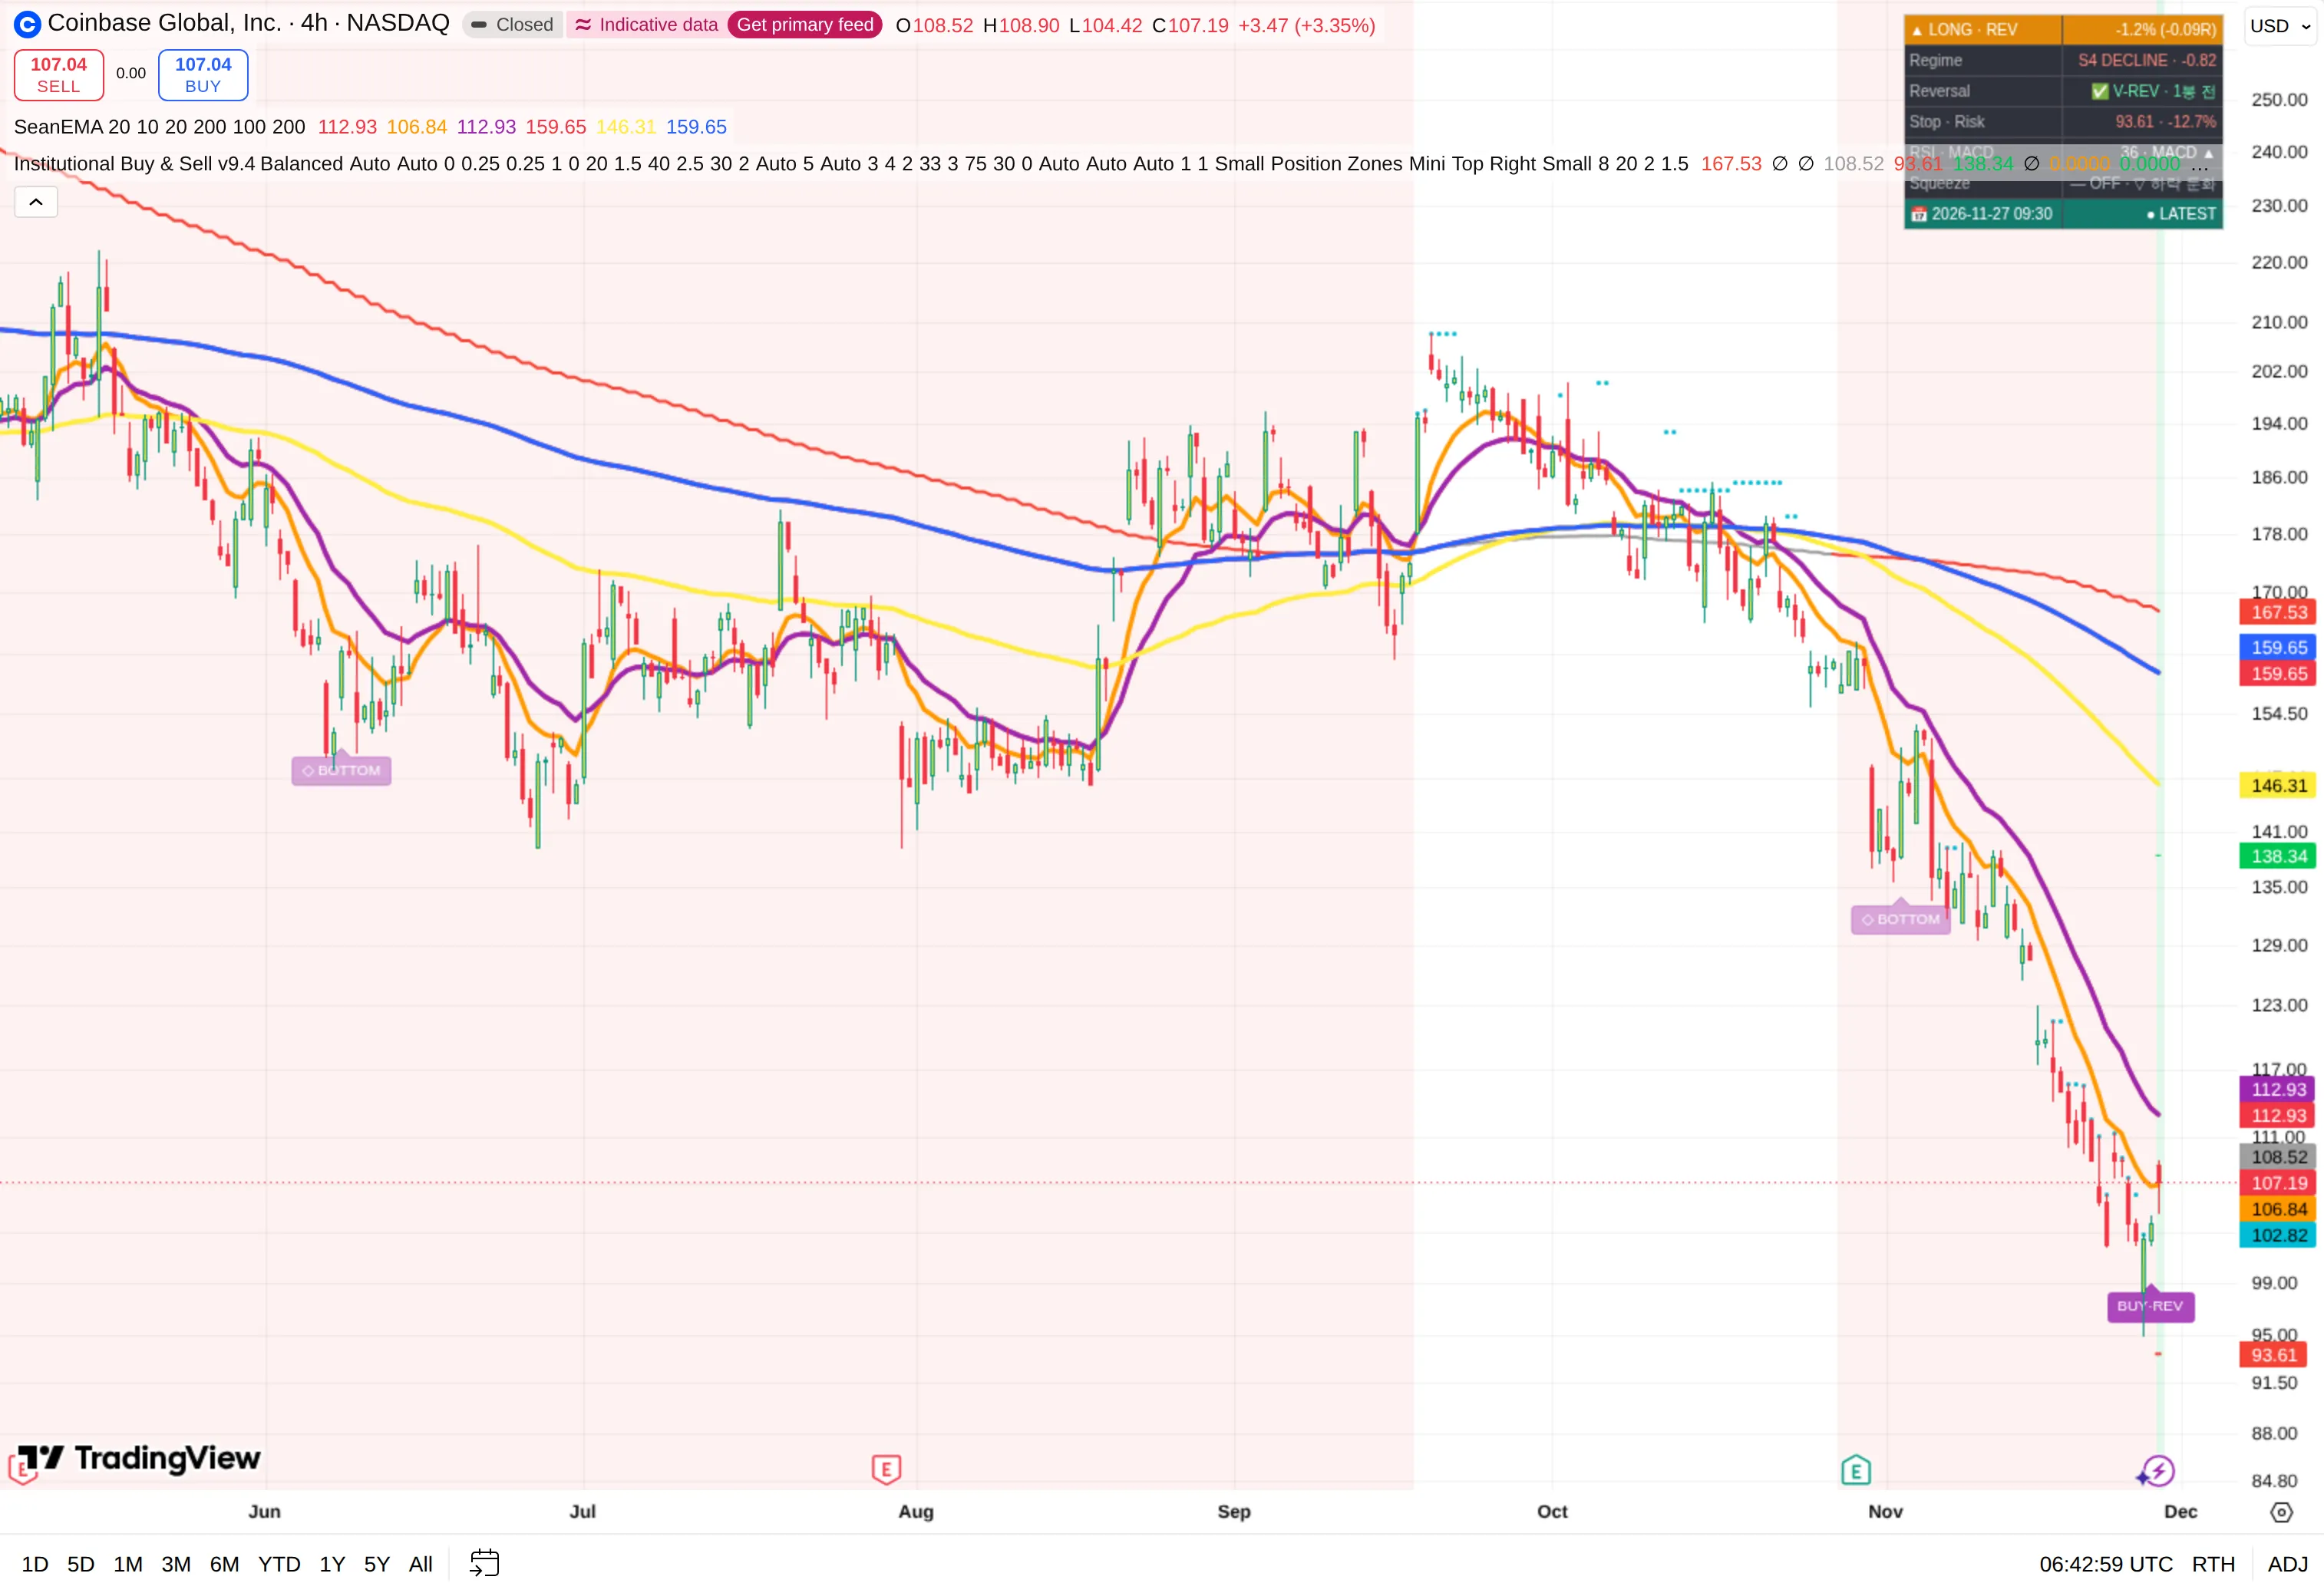 Coinbase Global, Inc. · 4h · NASDAQ Closed Indicative data Get primary feed O108.52 H108.90 L104.42 C107.19 +3.47 (+3.35%)
107.04 SELL 0.00 107.04 BUY
SeanEMA 20 10 20 200 100 200 112.93 106.84 112.93 159.65 146.31 159.65
Institutional Buy & Sell v9.4 Balanced Auto Auto 0 0.25 0.25 1 0 20 1.5 40 2.5 30 2 Auto 5 Auto 3 4 2 33 3 75 30 0 Auto Auto Auto 1 1 Small Position Zones Mini Top Right Small 8 20 2 1.5 167.53 ∅ ∅ 108.52 93.61 138.34 ∅ 0.0000 0.0000 …
▲ LONG · REV -1.2% (-0.09R)
Regime S4 DECLINE · -0.82
Reversal ✅ V-REV · 1봉 전
Stop · Risk 93.61 · -12.7%
RSI · MACD 36 · MACD ▲
Squeeze — OFF · ▽ 하락 둔화
📅 2026-11-27 09:30 ● LATEST
USD
250.00
240.00
230.00
220.00
210.00
202.00
194.00
186.00
178.00
170.00
167.53
159.65
159.65
154.50
146.31
141.00
138.34
135.00
129.00
123.00
117.00
112.93
112.93
111.00
108.52
107.19
106.84
102.82
99.00
95.00
93.61
91.50
88.00
84.80
◇ BOTTOM
◇ BOTTOM
BUY-REV
TradingView
E
E
E
Jun Jul Aug Sep Oct Nov Dec
1D 5D 1M 3M 6M YTD 1Y 5Y All
06:42:59 UTC RTH ADJ